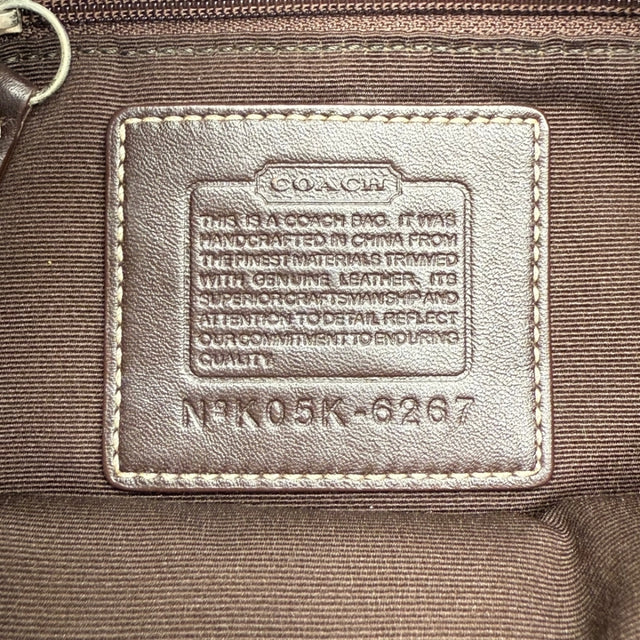 COACH
THIS IS A COACH BAG. IT WAS
HANDCRAFTED IN CHINA FROM
THE FINEST MATERIALS TRIMMED
WITH GENUINE LEATHER. ITS
SUPERIOR CRAFTSMANSHIP AND
ATTENTION TO DETAIL REFLECT
OUR COMMITMENT TO ENDURING
QUALITY.
Nº K05K-6267